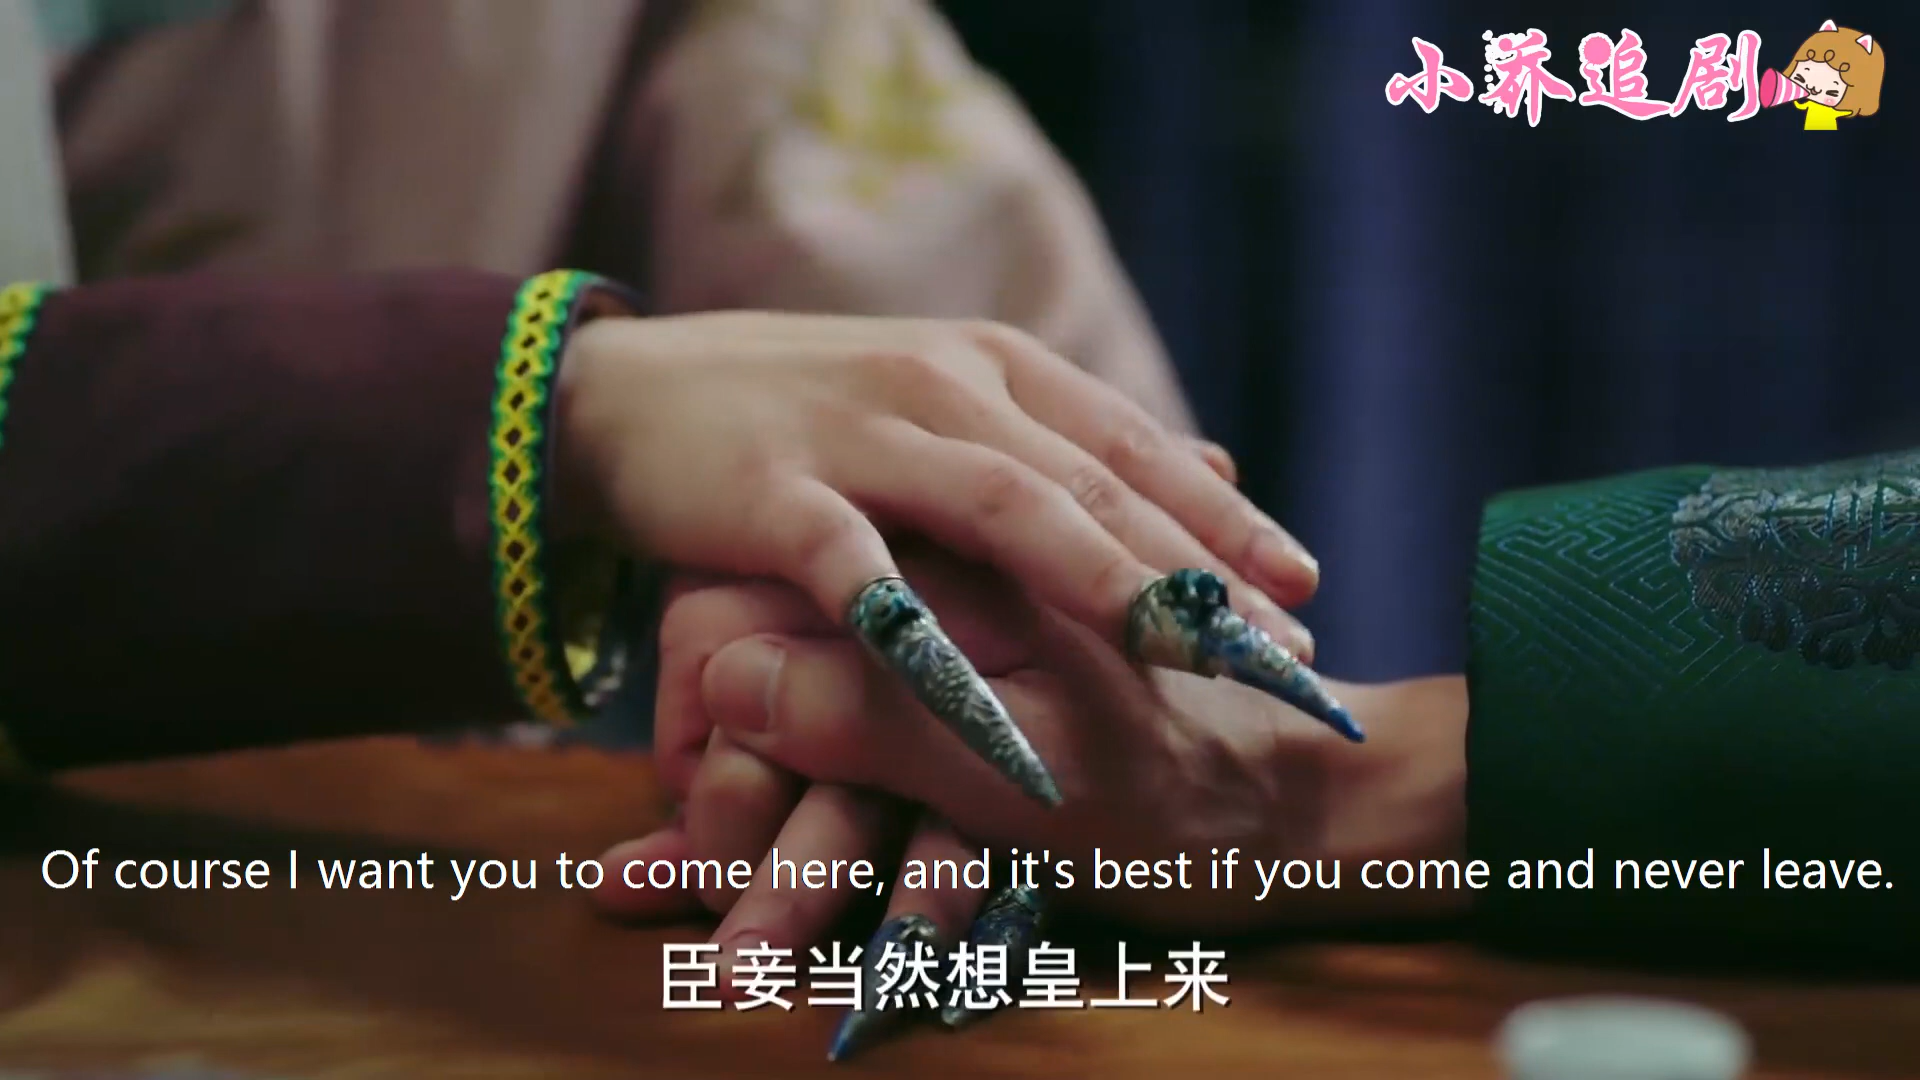 小乔追剧
Of course I want you to come here, and it's best if you come and never leave.
臣妾当然想皇上来